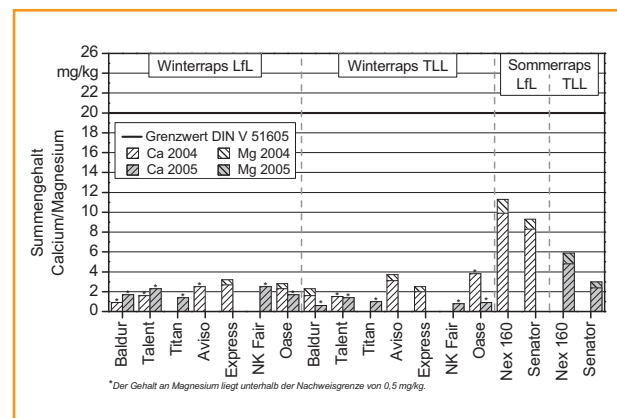 26
mg/kg
22
20
18
16
14
12
10
8
6
4
2
0
Summengehalt
Calcium/Magnesium
Winterraps LfL
Winterraps TLL
Sommerraps
LfL
TLL
Grenzwert DIN V 51605
Ca 2004
Mg 2004
Ca 2005
Mg 2005
* * * * * * * * * * * * * * *
Baldur
Talent
Titan
Aviso
Express
NK Fair
Oase
Baldur
Talent
Titan
Aviso
Express
NK Fair
Oase
Nex 160
Senator
Nex 160
Senator
*Der Gehalt an Magnesium liegt unterhalb der Nachweisgrenze von 0,5 mg/kg.